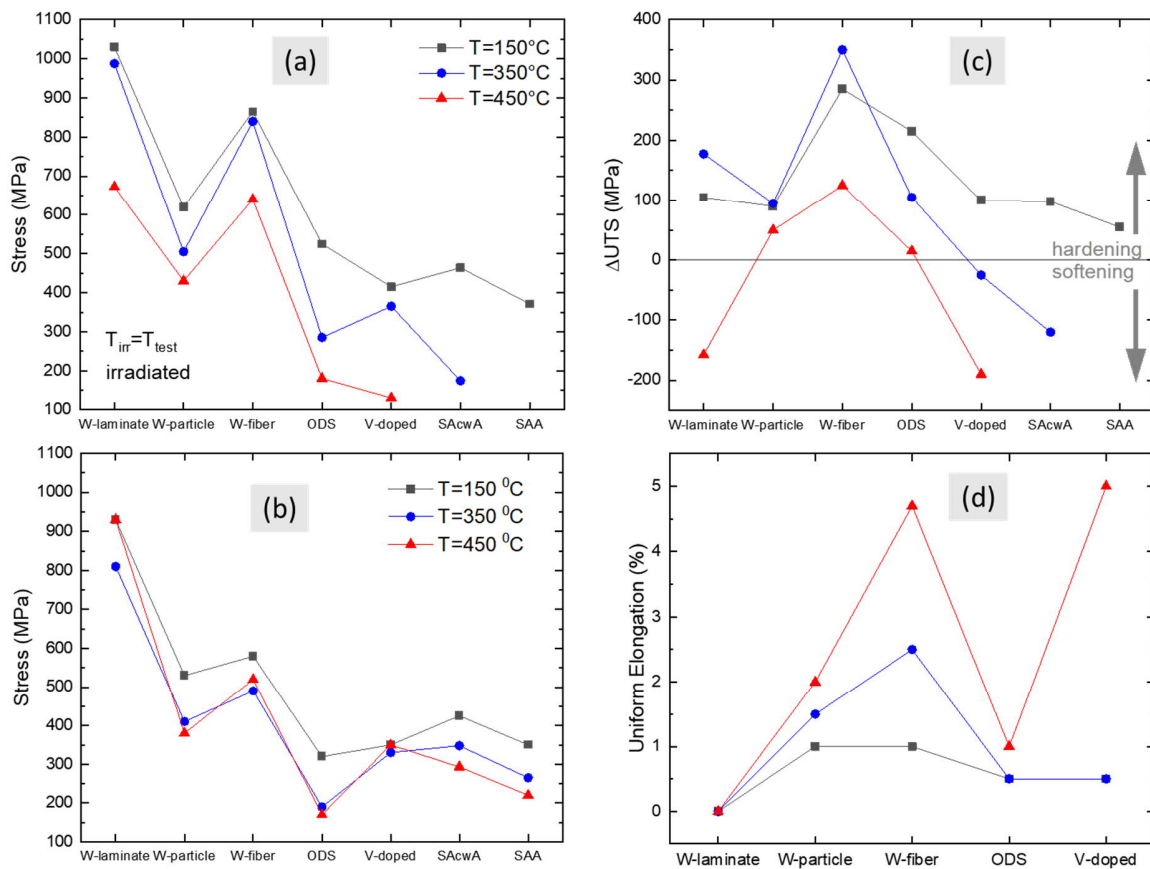 (a)
T=150°C
T=350°C
T=450°C
1000
900
800
700
600
500
400
300
200
100
1100
Stress (MPa)
T_irr=T_test
irradiated
W-laminate W-particle W-fiber ODS V-doped SAcwA SAA
(c)
400
300
200
100
0
-100
-200
ΔUTS (MPa)
hardening
softening
W-laminate W-particle W-fiber ODS V-doped SAcwA SAA
(b)
T=150 ⁰C
T=350 ⁰C
T=450 ⁰C
1100
1000
900
800
700
600
500
400
300
200
100
Stress (MPa)
W-laminate W-particle W-fiber ODS V-doped SAcwA SAA
(d)
5
4
3
2
1
0
Uniform Elongation (%)
W-laminate W-particle W-fiber ODS V-doped